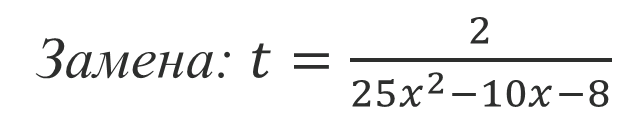 Замена: t = 2 / (25x² − 10x − 8)